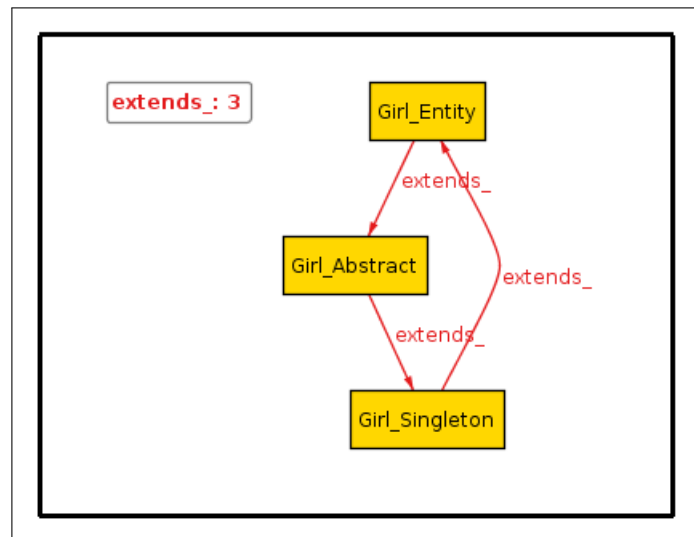 extends_: 3
Girl_Entity
extends_
Girl_Abstract
extends_
extends_
Girl_Singleton